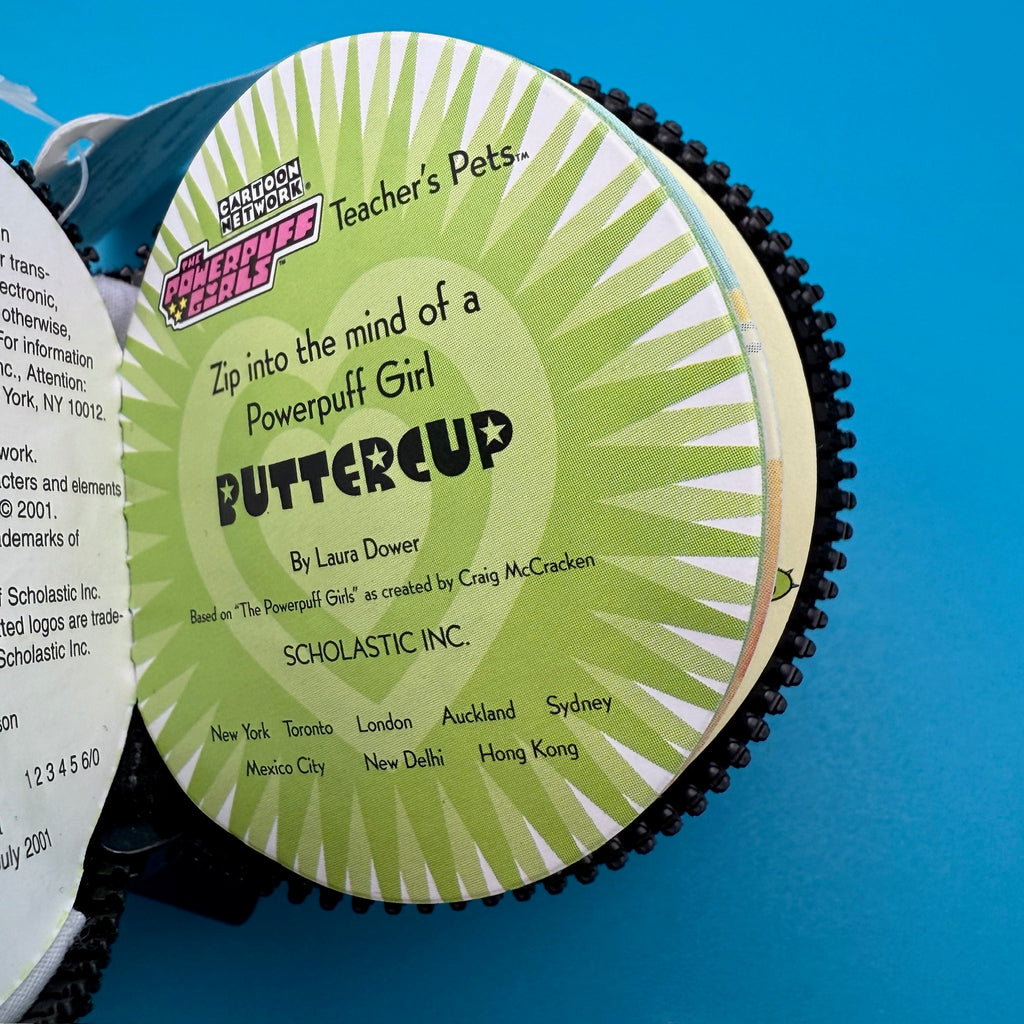 r trans-
ectronic,
otherwise,
For information
nc., Attention:
York, NY 10012.
work.
cters and elements
© 2001.
ademarks of
f Scholastic Inc.
ted logos are trade-
Scholastic Inc.
son
1 2 3 4 5 6/0
uly 2001
CARTOON
NETWORK®
Teacher's Pets™
THE
POWERPUFF
GIRLS™
Zip into the mind of a
Powerpuff Girl
BUTTERCUP
By Laura Dower
Based on "The Powerpuff Girls" as created by Craig McCracken
SCHOLASTIC INC.
New York Toronto London Auckland Sydney
Mexico City New Delhi Hong Kong